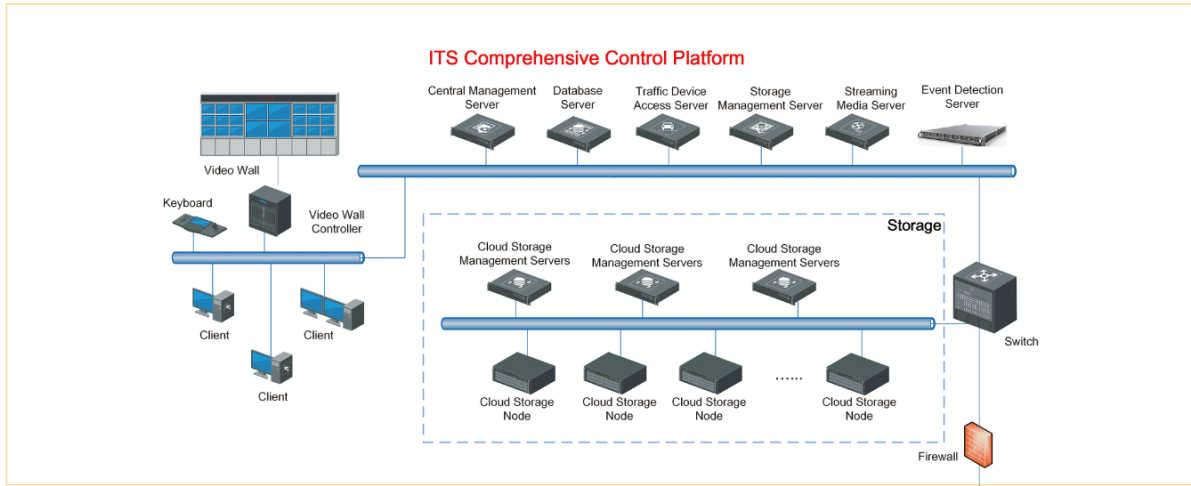 ITS Comprehensive Control Platform
Central Management
Server
Database
Server
Traffic Device
Access Server
Storage
Management Server
Streaming
Media Server
Event Detection
Server
Video Wall
Keyboard
Video Wall
Controller
Client
Client
Client
Storage
Cloud Storage
Management Servers
Cloud Storage
Management Servers
Cloud Storage
Management Servers
Switch
Cloud Storage
Node
Cloud Storage
Node
Cloud Storage
Node
......
Cloud Storage
Node
Firewall